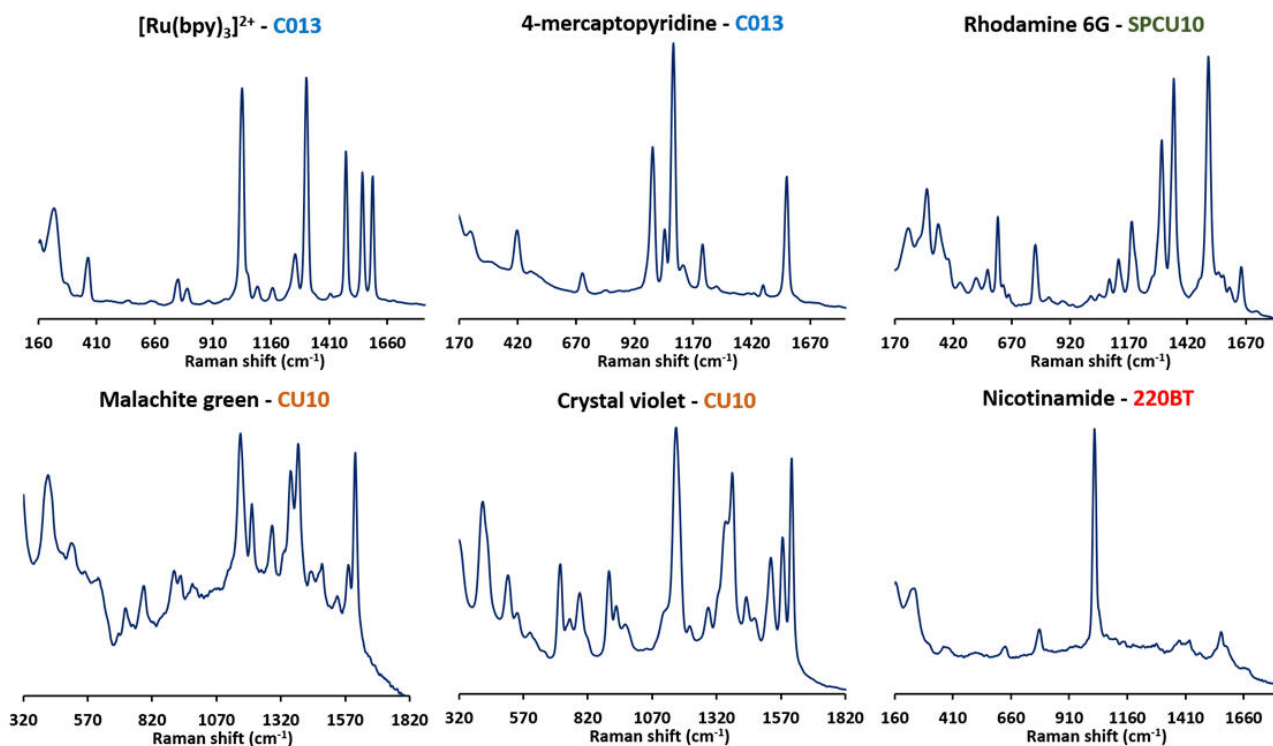 [Ru(bpy)₃]²⁺ - C013
4-mercaptopyridine - C013
Rhodamine 6G - SPCU10
160 410 660 910 1160 1410 1660
Raman shift (cm⁻¹)
170 420 670 920 1170 1420 1670
Raman shift (cm⁻¹)
170 420 670 920 1170 1420 1670
Raman shift (cm⁻¹)
Malachite green - CU10
Crystal violet - CU10
Nicotinamide - 220BT
320 570 820 1070 1320 1570 1820
Raman shift (cm⁻¹)
320 570 820 1070 1320 1570 1820
Raman shift (cm⁻¹)
160 410 660 910 1160 1410 1660
Raman shift (cm⁻¹)